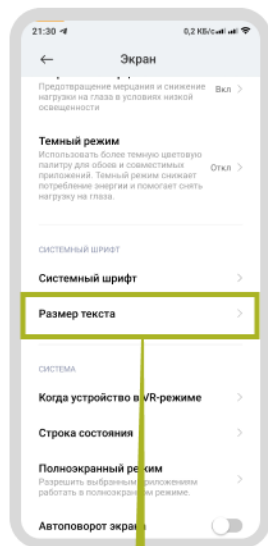 21:30
0,2 КБ/с
Экран
Предотвращение мерцания и снижение
нагрузки на глаза в условиях низкой
освещенности
Вкл
Темный режим
Использовать более темную цветовую
палитру для обоев и совместимых
приложений. Темный режим снижает
потребление энергии и помогает снять
нагрузку на глаза.
Откл
СИСТЕМНЫЙ ШРИФТ
Системный шрифт
Размер текста
СИСТЕМА
Когда устройство в VR-режиме
Строка состояния
Полноэкранный режим
Разрешить выбранным приложениям
работать в полноэкранном режиме.
Автоповорот экрана